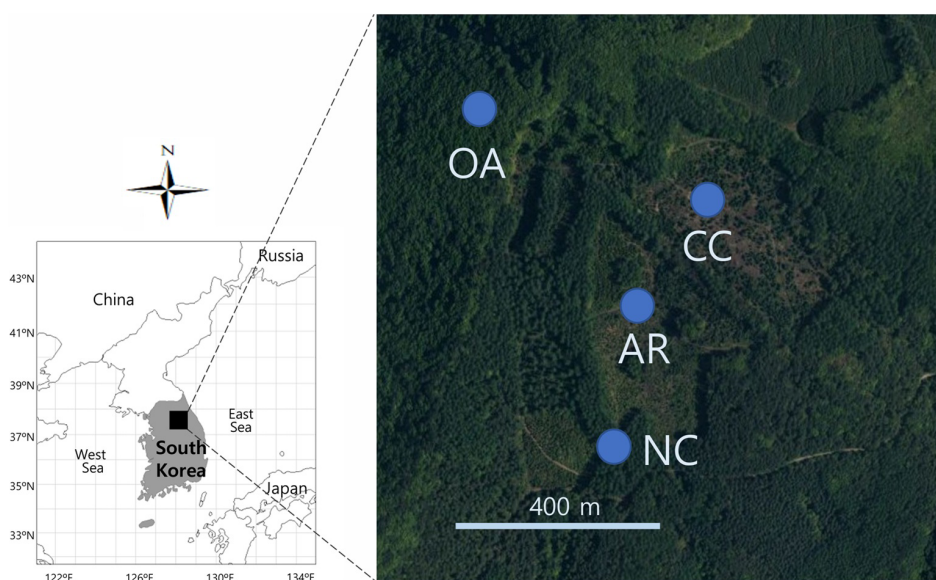 N
OA
CC
AR
NC
400 m
Russia
China
43°N
41°N
39°N
37°N
35°N
33°N
East
Sea
West
Sea
South
Korea
Japan
122°E
126°E
130°E
134°E